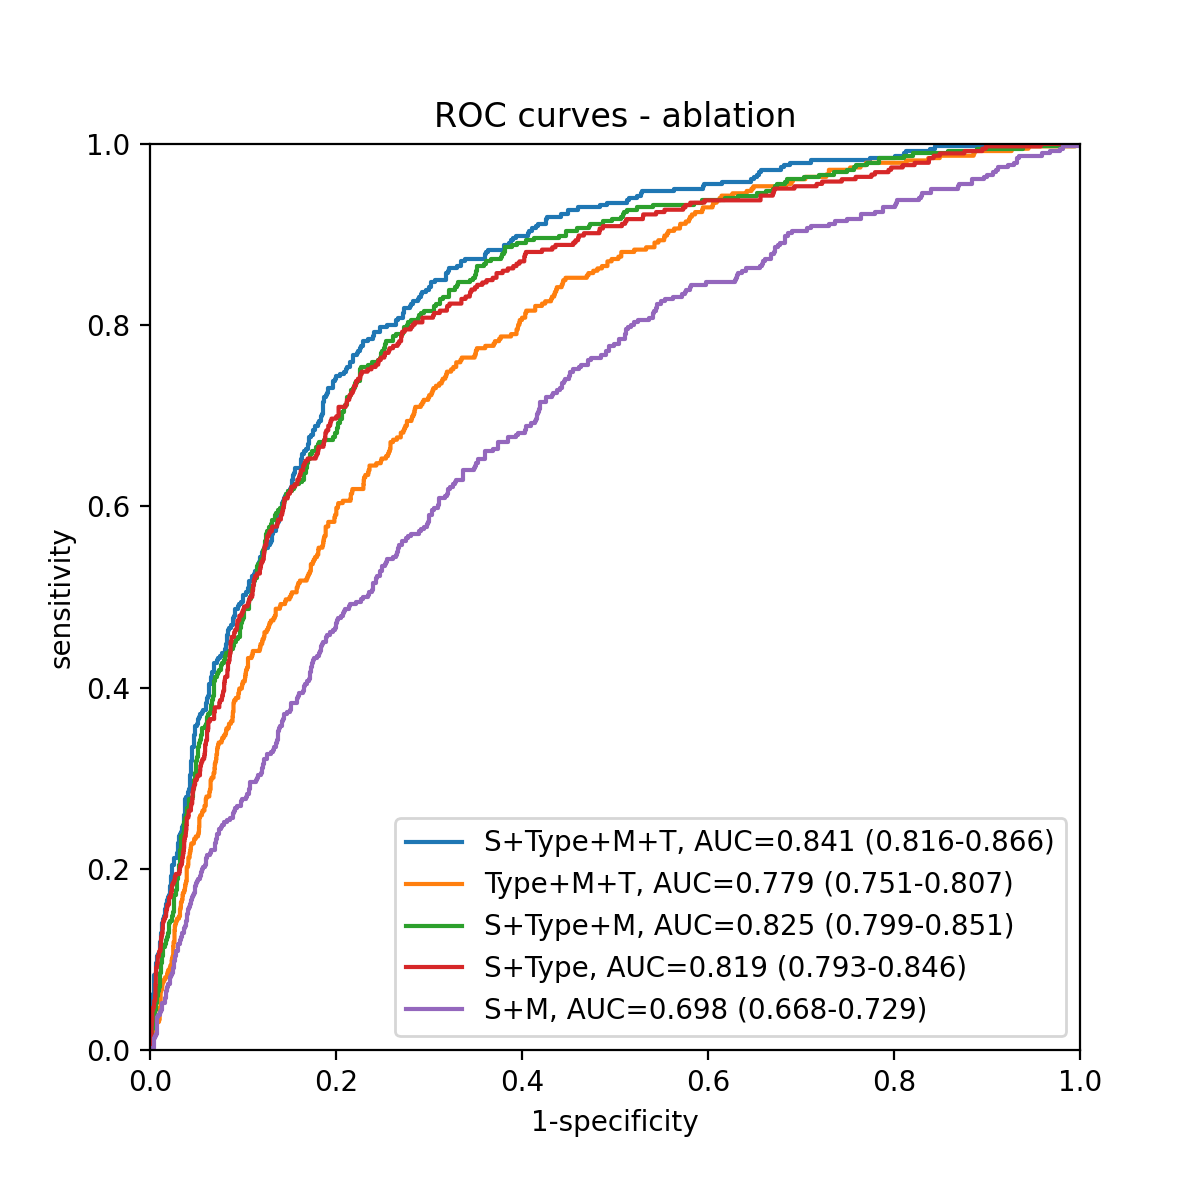 ROC curves - ablation
1.0
0.8
0.6
0.4
0.2
0.0
sensitivity
S+Type+M+T, AUC=0.841 (0.816-0.866)
Type+M+T, AUC=0.779 (0.751-0.807)
S+Type+M, AUC=0.825 (0.799-0.851)
S+Type, AUC=0.819 (0.793-0.846)
S+M, AUC=0.698 (0.668-0.729)
0.0 0.2 0.4 0.6 0.8 1.0
1-specificity